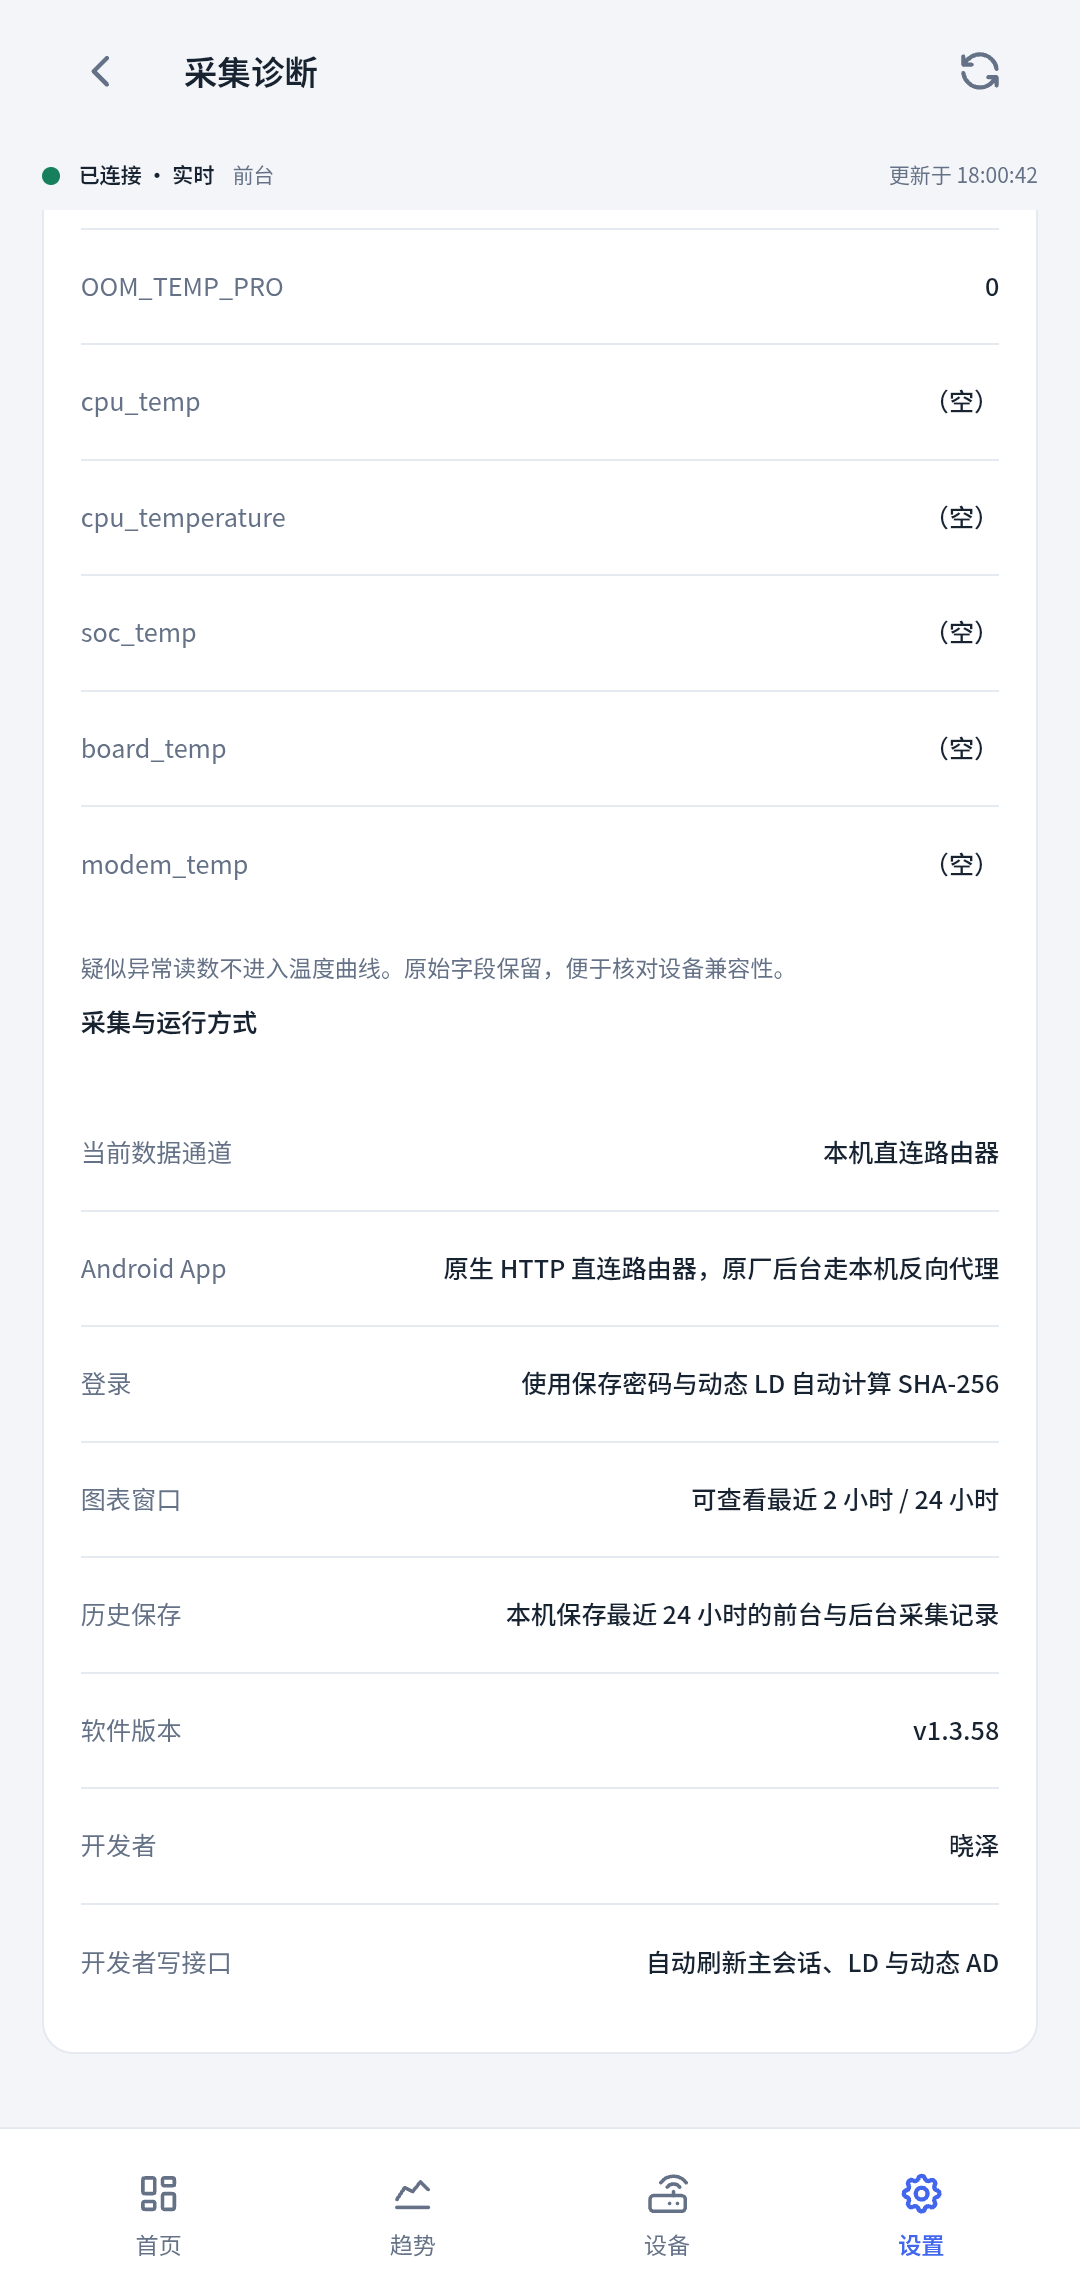 采集诊断
已连接 • 实时 前台 更新于 18:00:42
OOM_TEMP_PRO 0
cpu_temp （空）
cpu_temperature （空）
soc_temp （空）
board_temp （空）
modem_temp （空）
疑似异常读数不进入温度曲线。原始字段保留，便于核对设备兼容性。
采集与运行方式
当前数据通道 本机直连路由器
Android App 原生 HTTP 直连路由器，原厂后台走本机反向代理
登录 使用保存密码与动态 LD 自动计算 SHA-256
图表窗口 可查看最近 2 小时 / 24 小时
历史保存 本机保存最近 24 小时的前台与后台采集记录
软件版本 v1.3.58
开发者 晓泽
开发者写接口 自动刷新主会话、LD 与动态 AD
首页 趋势 设备 设置